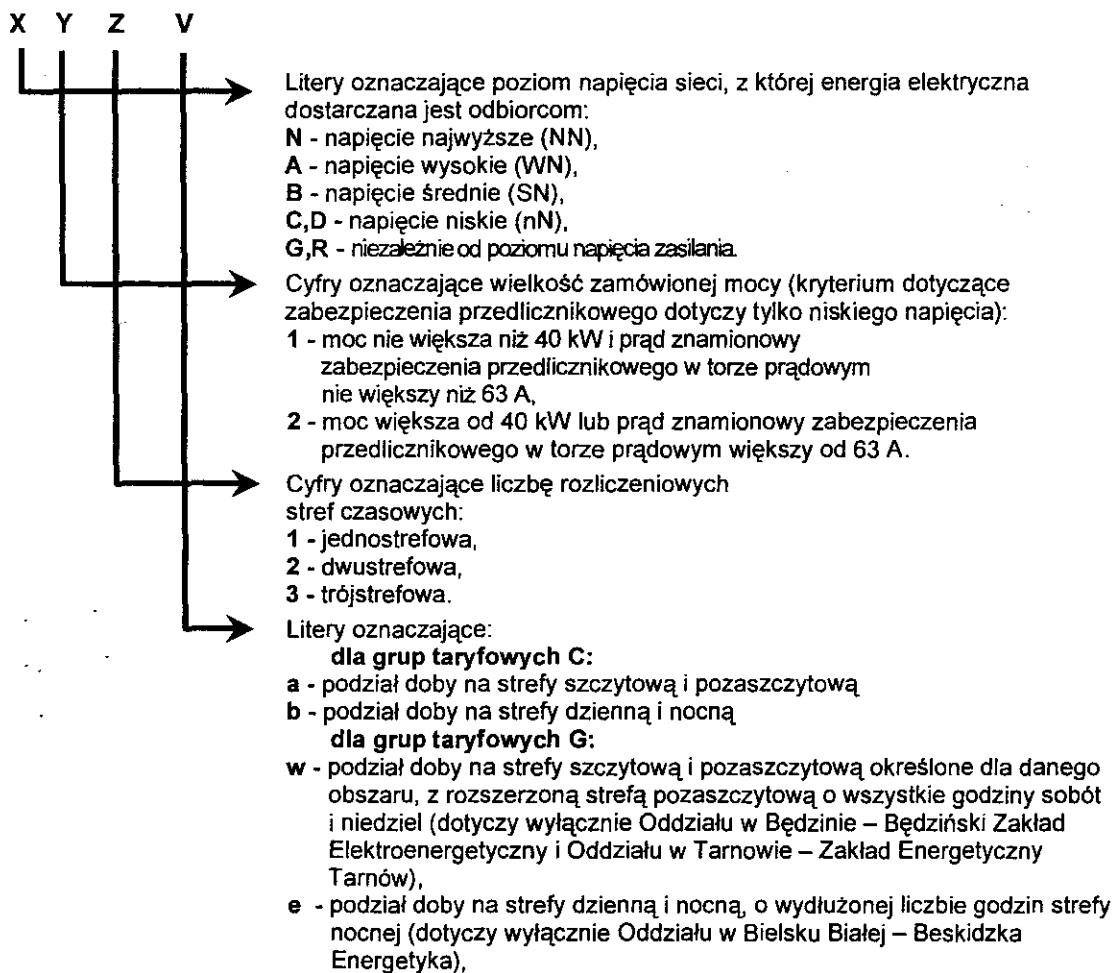 X Y Z V
Litery oznaczające poziom napięcia sieci, z której energia elektryczna
dostarczana jest odbiorcom:
N - napięcie najwyższe (NN),
A - napięcie wysokie (WN),
B - napięcie średnie (SN),
C,D - napięcie niskie (nN),
G,R - niezależnie od poziomu napięcia zasilania.
Cyfry oznaczające wielkość zamówionej mocy (kryterium dotyczące
zabezpieczenia przedlicznikowego dotyczy tylko niskiego napięcia):
1 - moc nie większa niż 40 kW i prąd znamionowy
zabezpieczenia przedlicznikowego w torze prądowym
nie większy niż 63 A,
2 - moc większa od 40 kW lub prąd znamionowy zabezpieczenia
przedlicznikowego w torze prądowym większy od 63 A.
Cyfry oznaczające liczbę rozliczeniowych
stref czasowych:
1 - jednostrefowa,
2 - dwustrefowa,
3 - trójstrefowa.
Litery oznaczające:
dla grup taryfowych C:
a - podział doby na strefy szczytową i pozaszczytową
b - podział doby na strefy dzienną i nocną
dla grup taryfowych G:
w - podział doby na strefy szczytową i pozaszczytową określone dla danego
obszaru, z rozszerzoną strefą pozaszczytową o wszystkie godziny sobót
i niedziel (dotyczy wyłącznie Oddziału w Będzinie – Będziński Zakład
Elektroenergetyczny i Oddziału w Tarnowie – Zakład Energetyczny
Tarnów),
e - podział doby na strefy dzienną i nocną, o wydłużonej liczbie godzin strefy
nocnej (dotyczy wyłącznie Oddziału w Bielsku Białej – Beskidzka
Energetyka),